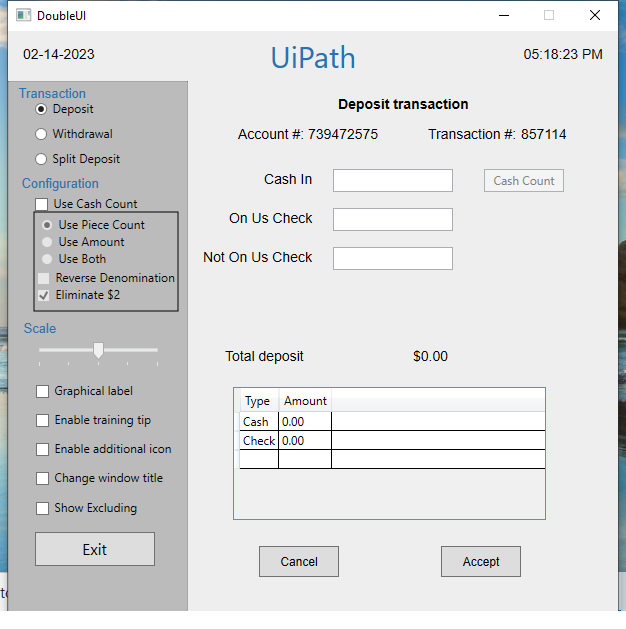 DoubleUI
02-14-2023
UiPath
05:18:23 PM
Transaction
Deposit
Withdrawal
Split Deposit
Configuration
Use Cash Count
Use Piece Count
Use Amount
Use Both
Reverse Denomination
Eliminate $2
Scale
Graphical label
Enable training tip
Enable additional icon
Change window title
Show Excluding
Exit
Deposit transaction
Account #: 739472575 Transaction #: 857114
Cash In Cash Count
On Us Check
Not On Us Check
Total deposit $0.00
Type Amount
Cash 0.00
Check 0.00
Cancel Accept